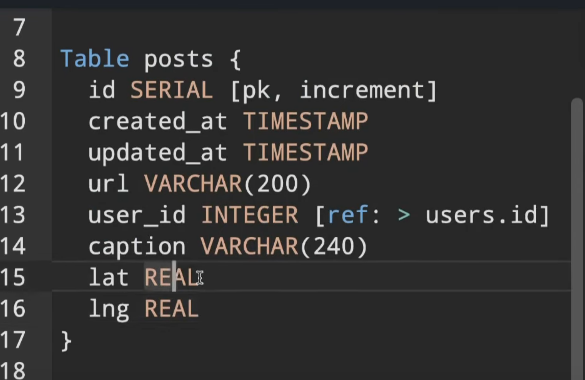 7
8 Table posts {
9 id SERIAL [pk, increment]
10 created_at TIMESTAMP
11 updated_at TIMESTAMP
12 url VARCHAR(200)
13 user_id INTEGER [ref: > users.id]
14 caption VARCHAR(240)
15 lat REAL
16 lng REAL
17 }
18